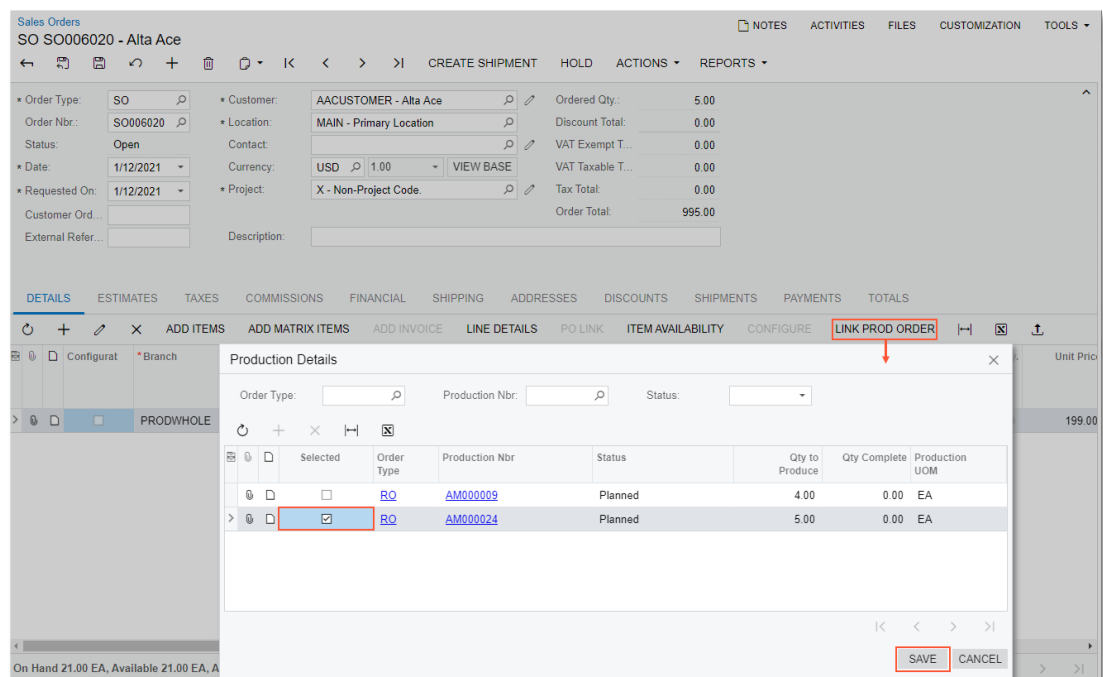 Sales Orders
NOTES ACTIVITIES FILES CUSTOMIZATION TOOLS
SO SO006020 - Alta Ace
CREATE SHIPMENT HOLD ACTIONS REPORTS
* Order Type: SO * Customer: AACUSTOMER - Alta Ace Ordered Qty.: 5.00
Order Nbr.: SO006020 * Location: MAIN - Primary Location Discount Total: 0.00
Status: Open Contact: VAT Exempt T... 0.00
* Date: 1/12/2021 Currency: USD 1.00 VIEW BASE VAT Taxable T... 0.00
* Requested On: 1/12/2021 * Project: X - Non-Project Code. Tax Total: 0.00
Customer Ord... Order Total: 995.00
External Refer... Description:
DETAILS ESTIMATES TAXES COMMISSIONS FINANCIAL SHIPPING ADDRESSES DISCOUNTS SHIPMENTS PAYMENTS TOTALS
ADD ITEMS ADD MATRIX ITEMS ADD INVOICE LINE DETAILS PO LINK ITEM AVAILABILITY CONFIGURE LINK PROD ORDER
Configurat * Branch Unit Pric
PRODWHOLE 199.00
Production Details
Order Type: Production Nbr: Status:
Selected Order Type Production Nbr Status Qty to Produce Qty Complete Production UOM
RO AM000009 Planned 4.00 0.00 EA
RO AM000024 Planned 5.00 0.00 EA
SAVE CANCEL
On Hand 21.00 EA, Available 21.00 EA, A